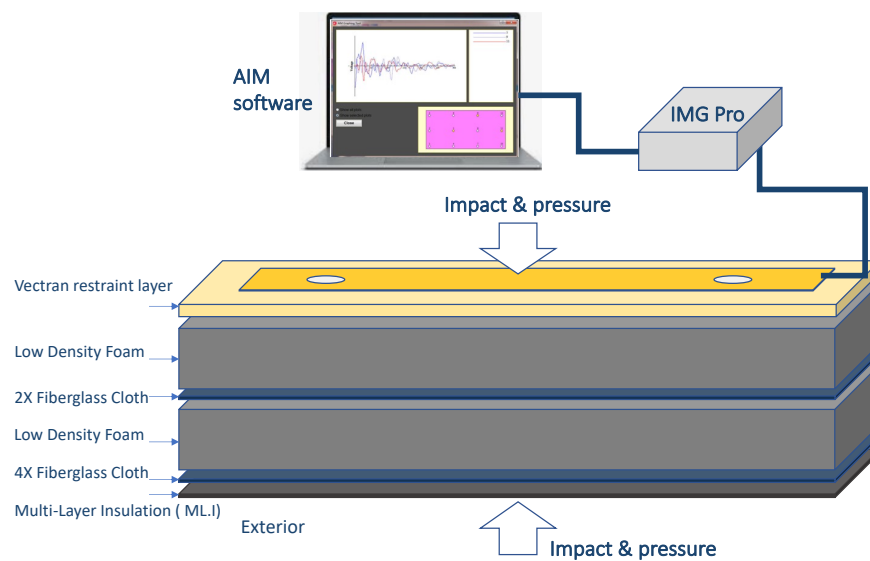 AIM
software
IMG Pro
Close
Impact & pressure
Vectran restraint layer
Low Density Foam
2X Fiberglass Cloth
Low Density Foam
4X Fiberglass Cloth
Multi-Layer Insulation ( ML.I)
Exterior
Impact & pressure